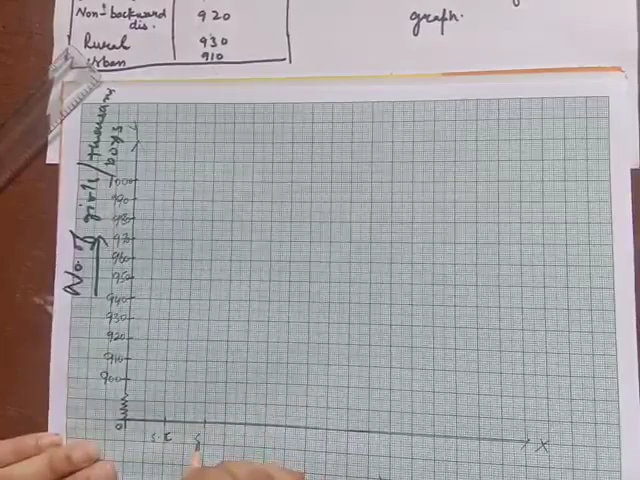 Non-backward dis. 920
Rural 930
Urban 910
graph.
No. of girls/thousand boys
Y
1000
990
980
970
960
950
940
930
920
910
900
0
S.C S
X